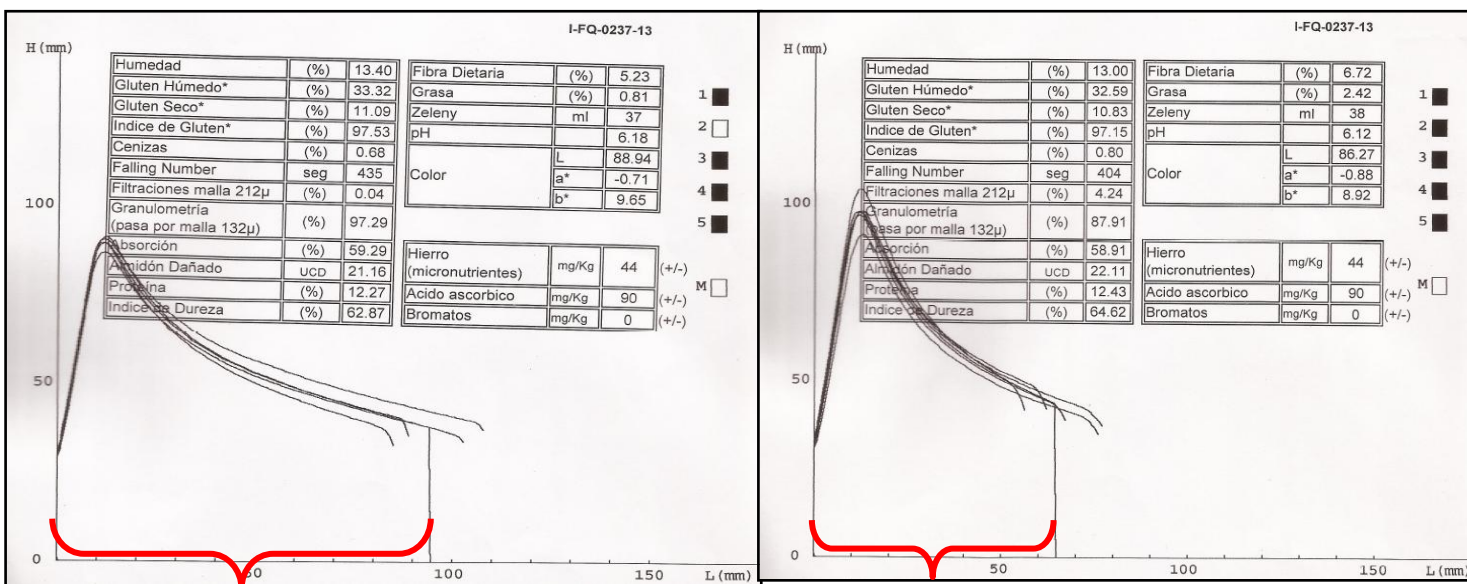 I-FQ-0237-13
H (mm)
Humedad (%) 13.40
Gluten Húmedo* (%) 33.32
Gluten Seco* (%) 11.09
Indice de Gluten* (%) 97.53
Cenizas (%) 0.68
Falling Number seg 435
Filtraciones malla 212µ (%) 0.04
Granulometría
(pasa por malla 132µ) (%) 97.29
Absorción (%) 59.29
Almidón Dañado UCD 21.16
Proteína (%) 12.27
Indice de Dureza (%) 62.87
Fibra Dietaria (%) 5.23
Grasa (%) 0.81
Zeleny ml 37
pH 6.18
Color L 88.94
a* -0.71
b* 9.65
Hierro
(micronutrientes) mg/Kg 44 (+/-)
Acido ascorbico mg/Kg 90 (+/-)
Bromatos mg/Kg 0 (+/-)
1
2
3
4
5
M
100
50
0
50
100
150
L (mm)
I-FQ-0237-13
H (mm)
Humedad (%) 13.00
Gluten Húmedo* (%) 32.59
Gluten Seco* (%) 10.83
Indice de Gluten* (%) 97.15
Cenizas (%) 0.80
Falling Number seg 404
Filtraciones malla 212µ (%) 4.24
Granulometría
(pasa por malla 132µ) (%) 87.91
Absorción (%) 58.91
Almidón Dañado UCD 22.11
Proteína (%) 12.43
Indice de Dureza (%) 64.62
Fibra Dietaria (%) 6.72
Grasa (%) 2.42
Zeleny ml 38
pH 6.12
Color L 86.27
a* -0.88
b* 8.92
Hierro
(micronutrientes) mg/Kg 44 (+/-)
Acido ascorbico mg/Kg 90 (+/-)
Bromatos mg/Kg 0 (+/-)
1
2
3
4
5
M
100
50
0
50
100
150
L (mm)